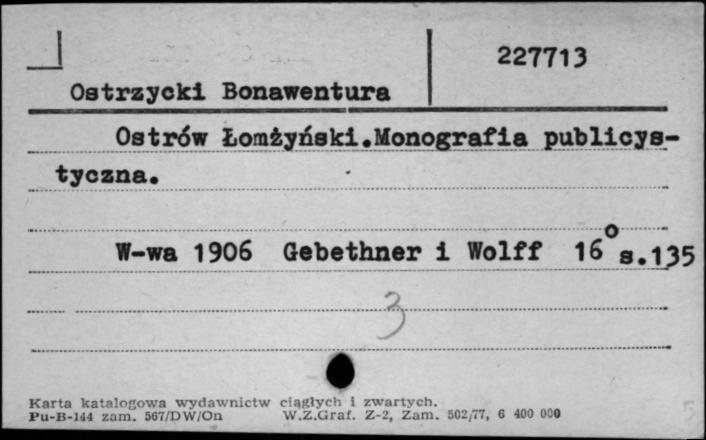 227713
Ostrzycki Bonawentura
Ostrów Łomżyński.Monografia publicys-
tyczna.
W-wa 1906 Gebethner i Wolff 16° s.135
3
Karta katalogowa wydawnictw ciągłych i zwartych.
Pu-B-144 zam. 567/DW/On W.Z.Graf. Z-2, Zam. 502/77, 6 400 000